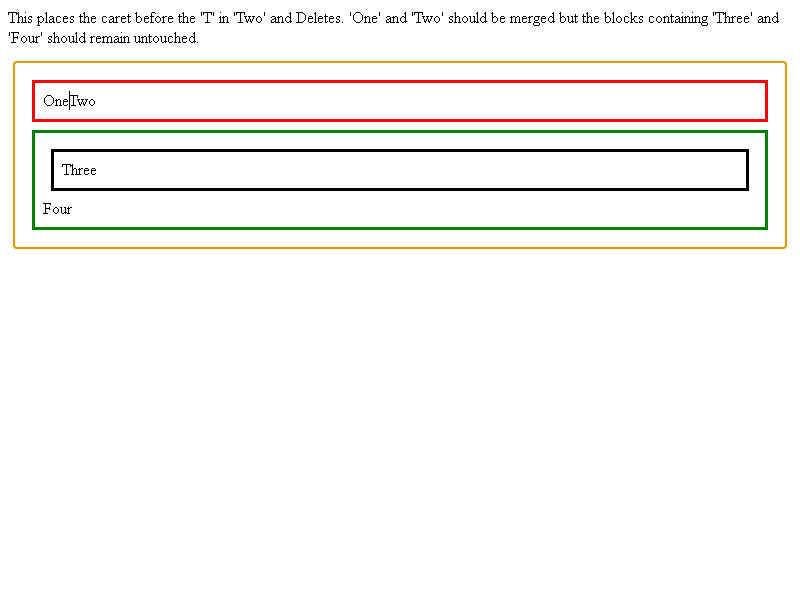 This places the caret before the 'T' in 'Two' and Deletes. 'One' and 'Two' should be merged but the blocks containing 'Three' and
'Four' should remain untouched.
OneTwo
Three
Four